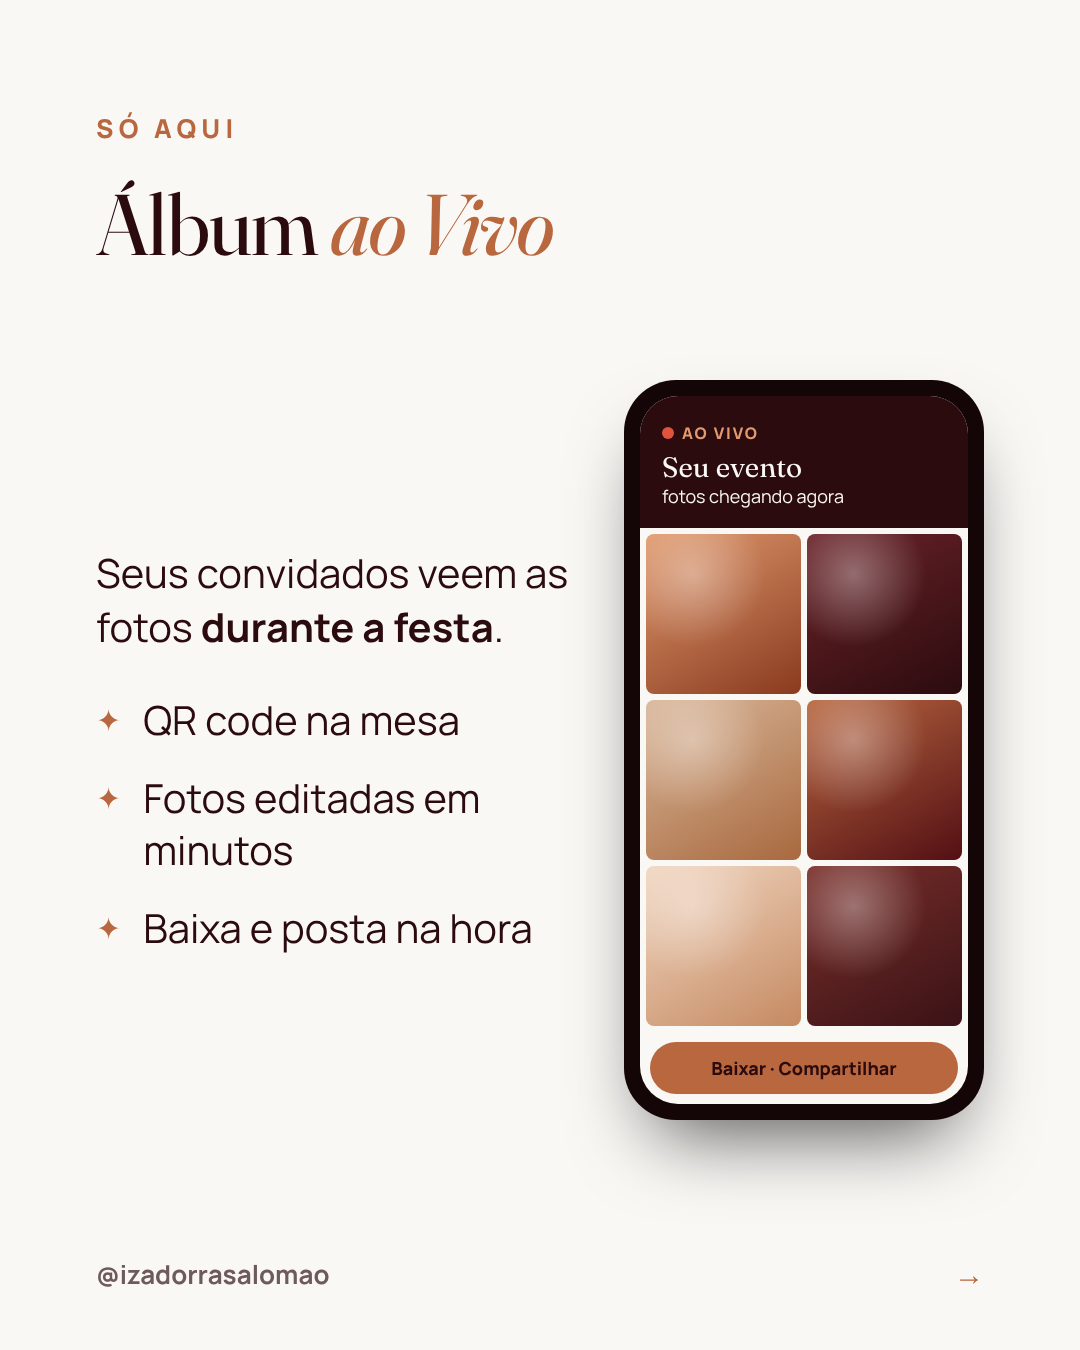 SÓ AQUI
Álbum ao Vivo
Seus convidados veem as
fotos durante a festa.
✦ QR code na mesa
✦ Fotos editadas em
minutos
✦ Baixa e posta na hora
AO VIVO
Seu evento
fotos chegando agora
Baixar · Compartilhar
@izadorrasalomao
→